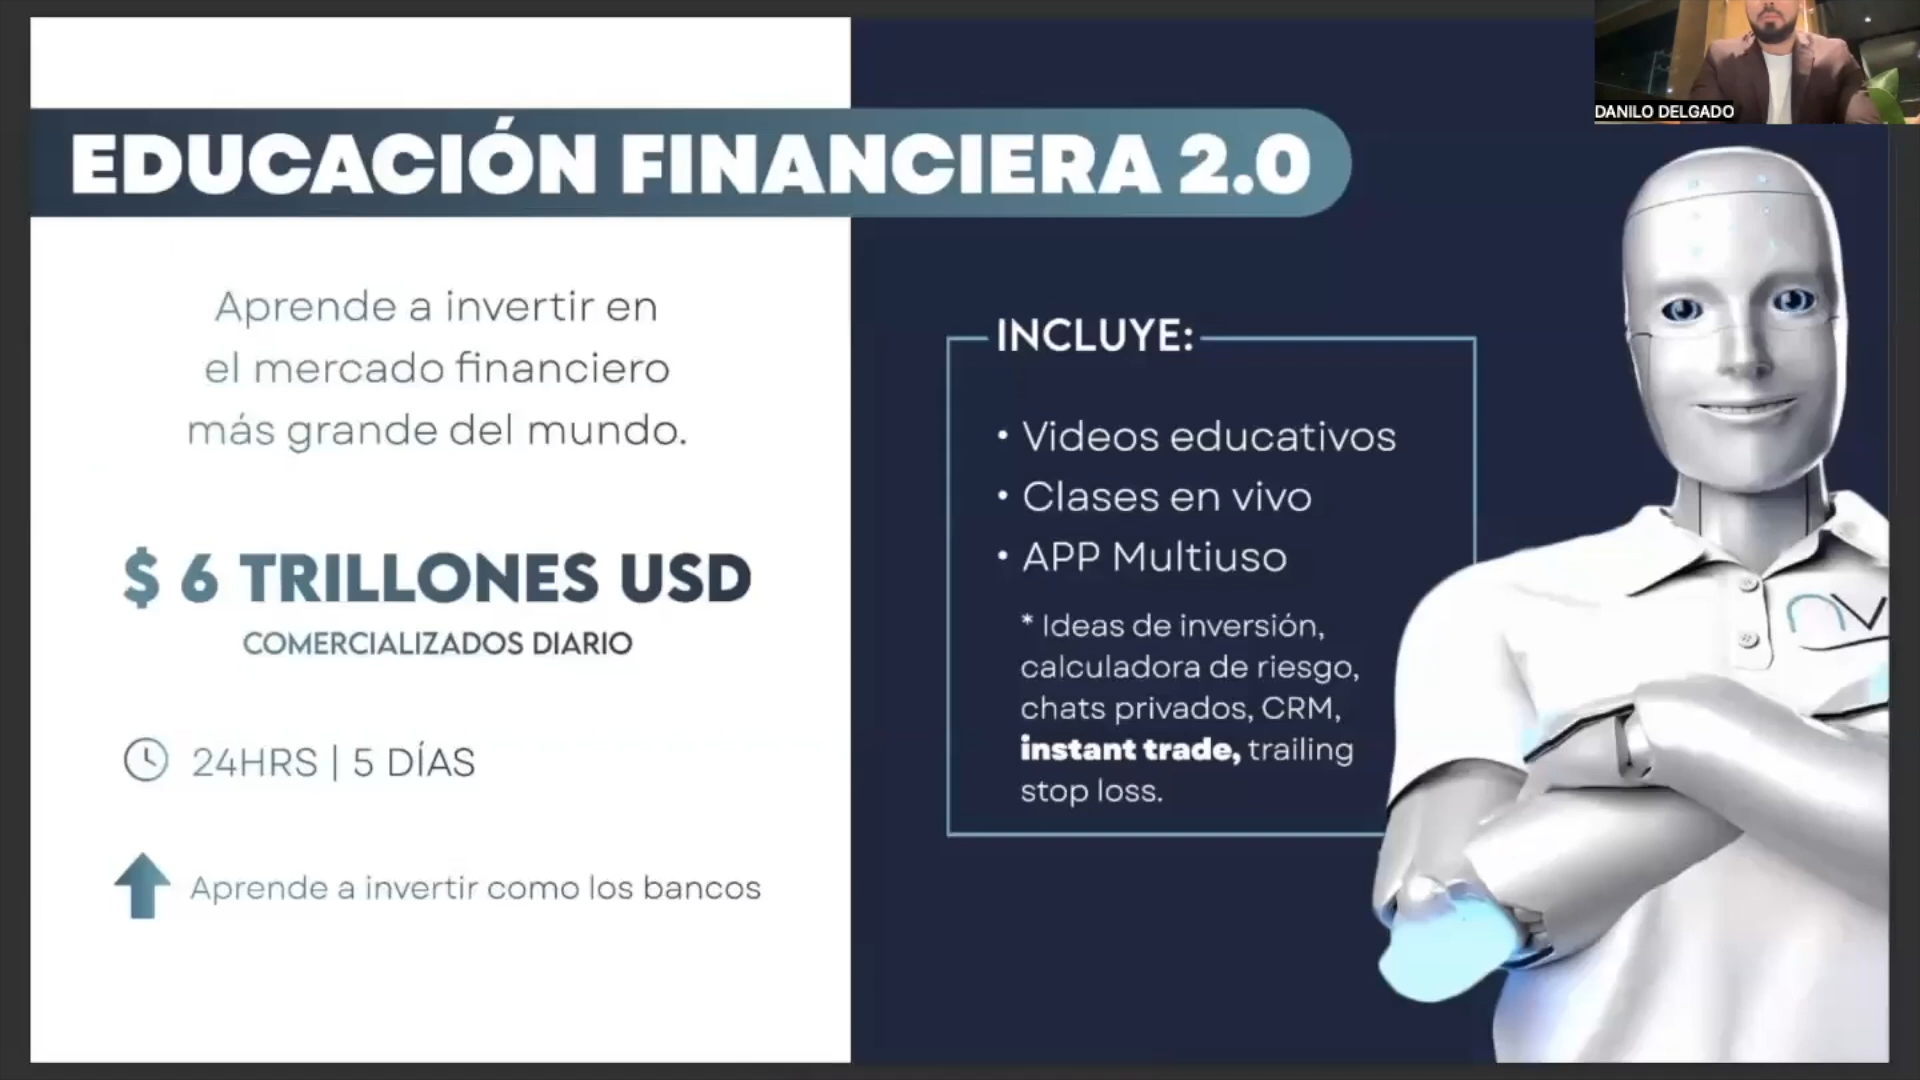 DANILO DELGADO
EDUCACIÓN FINANCIERA 2.0
Aprende a invertir en
el mercado financiero
más grande del mundo.
$ 6 TRILLONES USD
COMERCIALIZADOS DIARIO
24HRS | 5 DÍAS
Aprende a invertir como los bancos
INCLUYE:
• Videos educativos
• Clases en vivo
• APP Multiuso
* Ideas de inversión,
calculadora de riesgo,
chats privados, CRM,
instant trade, trailing
stop loss.
nv